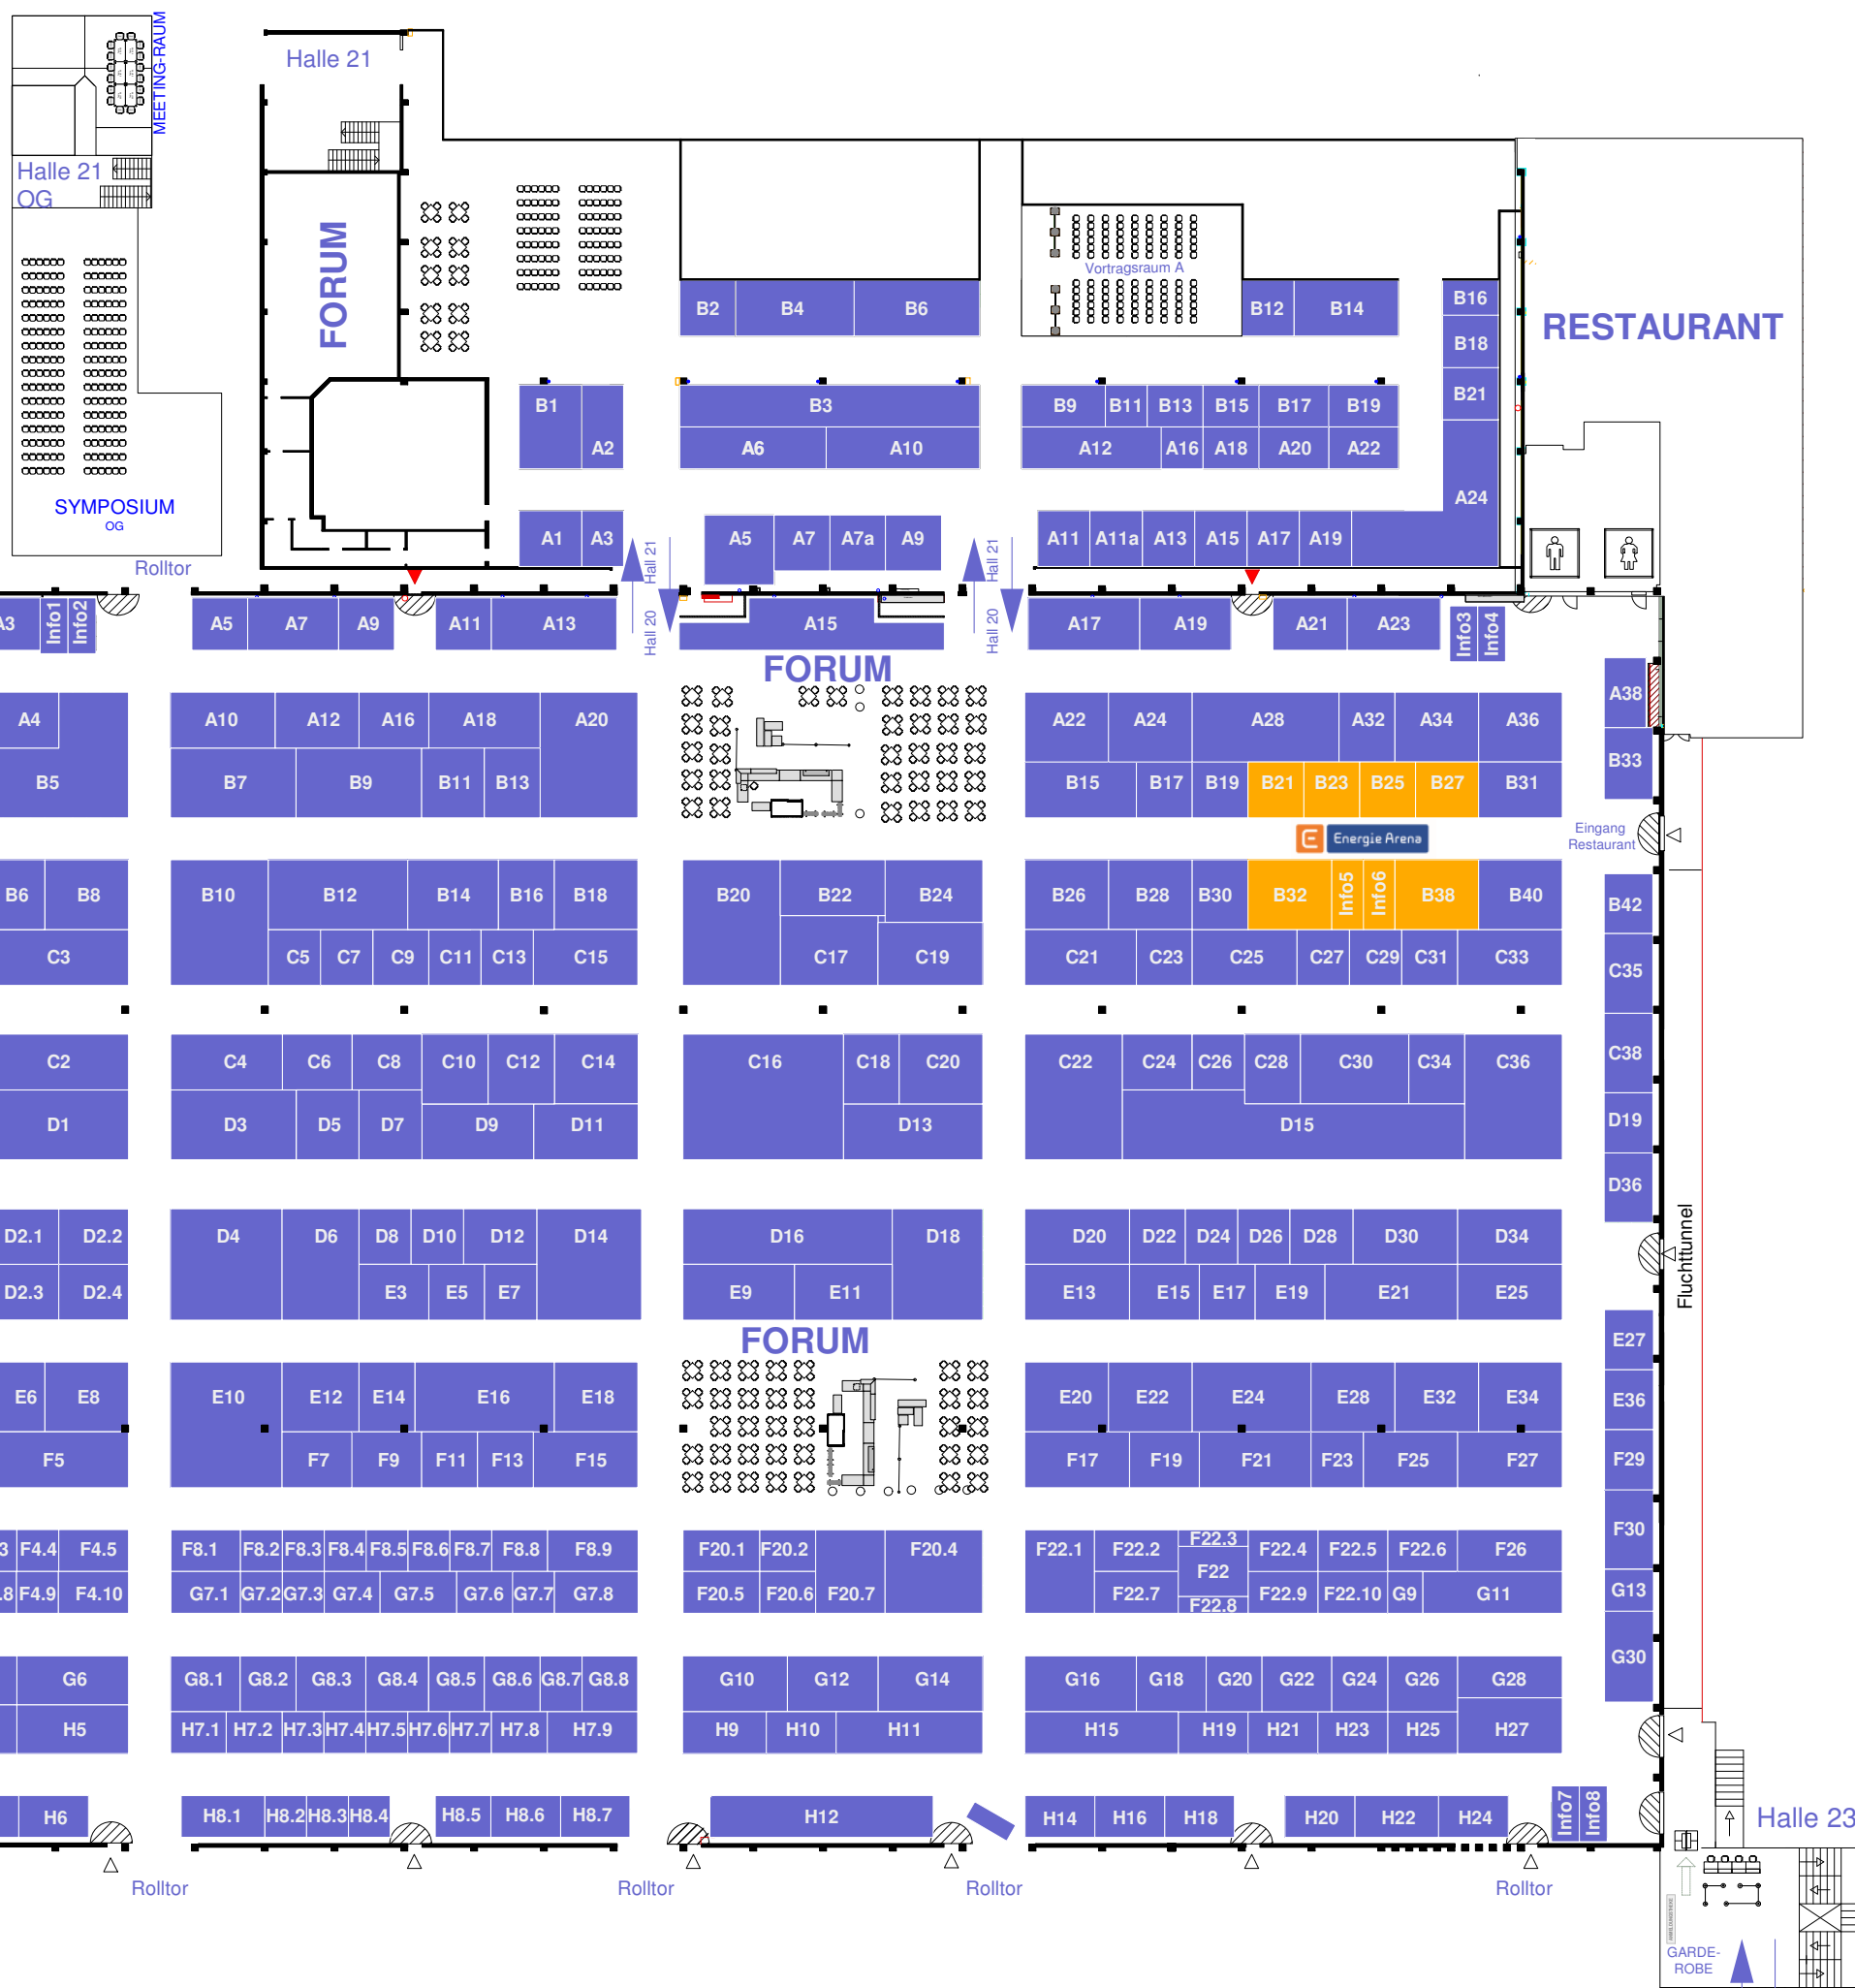 MEETING-RAUM
Halle 21
Halle 21
OG
FORUM
Vortragsraum A
RESTAURANT
B2 B4 B6 B12 B14 B16
B18
B21
B1 A2 B3 B9 B11 B13 B15 B17 B19
A6 A10 A12 A16 A18 A20 A22
A24
SYMPOSIUM
OG
A1 A3 A5 A7 A7a A9 A11 A11a A13 A15 A17 A19
Rolltor
Hall 21
Hall 20
Hall 21
Hall 20
A3 Info1 Info2 A5 A7 A9 A11 A13 A15 A17 A19 A21 A23 Info3 Info4
FORUM
A4 A10 A12 A16 A18 A20 A22 A24 A28 A32 A34 A36 A38
B5 B7 B9 B11 B13 B15 B17 B19 B21 B23 B25 B27 B31 B33
E Energie Arena
Eingang
Restaurant
B6 B8 B10 B12 B14 B16 B18 B20 B22 B24 B26 B28 B30 B32 Info5 Info6 B38 B40 B42
C3 C5 C7 C9 C11 C13 C15 C17 C19 C21 C23 C25 C27 C29 C31 C33 C35
C2 C4 C6 C8 C10 C12 C14 C16 C18 C20 C22 C24 C26 C28 C30 C34 C36 C38
D1 D3 D5 D7 D9 D11 D13 D15 D19
D36
D2.1 D2.2 D4 D6 D8 D10 D12 D14 D16 D18 D20 D22 D24 D26 D28 D30 D34
D2.3 D2.4 E3 E5 E7 E9 E11 E13 E15 E17 E19 E21 E25
Fluchttunnel
FORUM
E27
E6 E8 E10 E12 E14 E16 E18 E20 E22 E24 E28 E32 E34 E36
F5 F7 F9 F11 F13 F15 F17 F19 F21 F23 F25 F27 F29
F30
3 F4.4 F4.5 F8.1 F8.2 F8.3 F8.4 F8.5 F8.6 F8.7 F8.8 F8.9 F20.1 F20.2 F20.4 F22.1 F22.2 F22.3 F22.4 F22.5 F22.6 F26
F22
.8 F4.9 F4.10 G7.1 G7.2 G7.3 G7.4 G7.5 G7.6 G7.7 G7.8 F20.5 F20.6 F20.7 F22.7 F22.8 F22.9 F22.10 G9 G11 G13
G6 G8.1 G8.2 G8.3 G8.4 G8.5 G8.6 G8.7 G8.8 G10 G12 G14 G16 G18 G20 G22 G24 G26 G28 G30
H5 H7.1 H7.2 H7.3 H7.4 H7.5 H7.6 H7.7 H7.8 H7.9 H9 H10 H11 H15 H19 H21 H23 H25 H27
H6 H8.1 H8.2 H8.3 H8.4 H8.5 H8.6 H8.7 H12 H14 H16 H18 H20 H22 H24 Info7 Info8
Halle 23
Rolltor Rolltor Rolltor Rolltor
GARDE-
ROBE